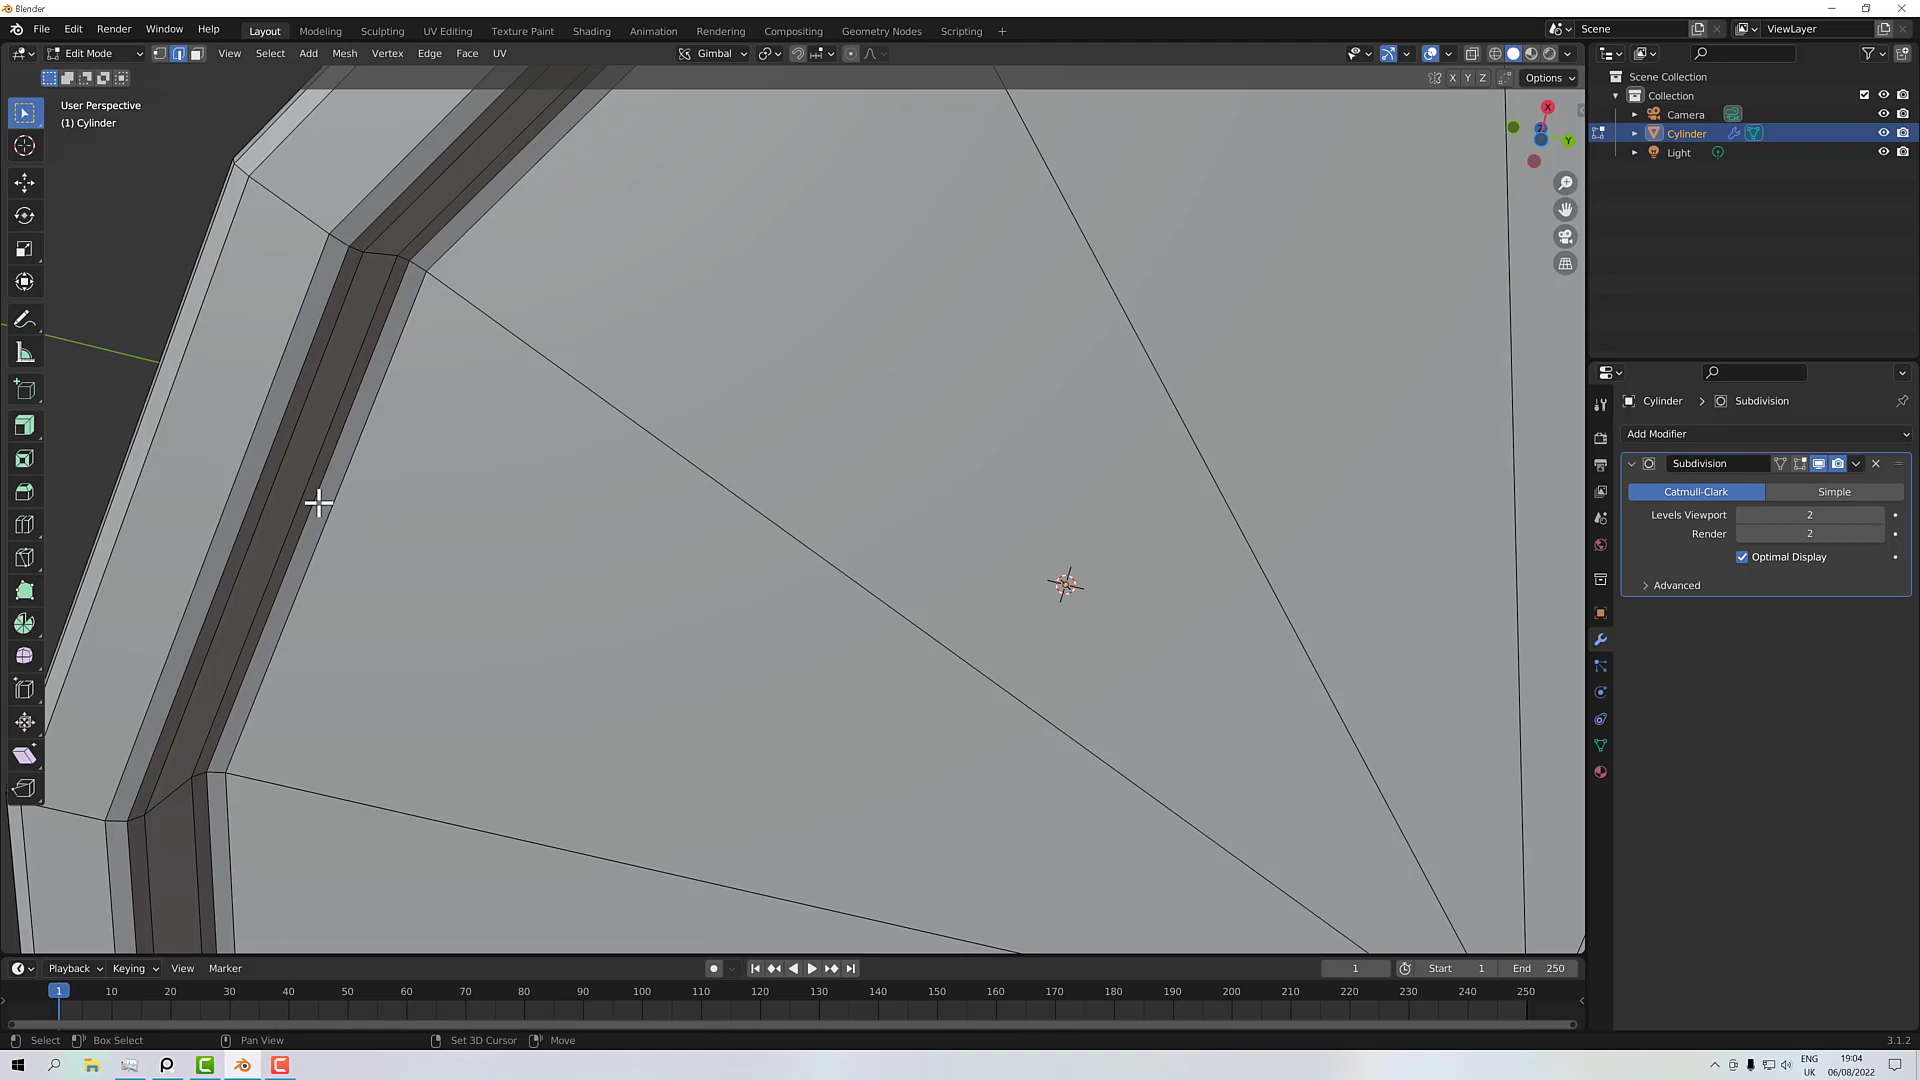 Blender
File Edit Render Window Help
Layout Modeling Sculpting UV Editing Texture Paint Shading Animation Rendering Compositing Geometry Nodes Scripting +
Scene
ViewLayer
Edit Mode
View Select Add Mesh Vertex Edge Face UV
Gimbal
X Y Z
Options
User Perspective
(1) Cylinder
X
Y
Scene Collection
Collection
Camera
Cylinder
Light
Cylinder > Subdivision
Add Modifier
Subdivision
Catmull-Clark Simple
Levels Viewport 2
Render 2
Optimal Display
Advanced
Playback Keying View Marker
1
Start 1
End 250
1 10 20 30 40 50 60 70 80 90 100 110 120 130 140 150 160 170 180 190 200 210 220 230 240 250
Select Box Select Pan View Set 3D Cursor Move
3.1.2
ENG
UK
19:04
06/08/2022